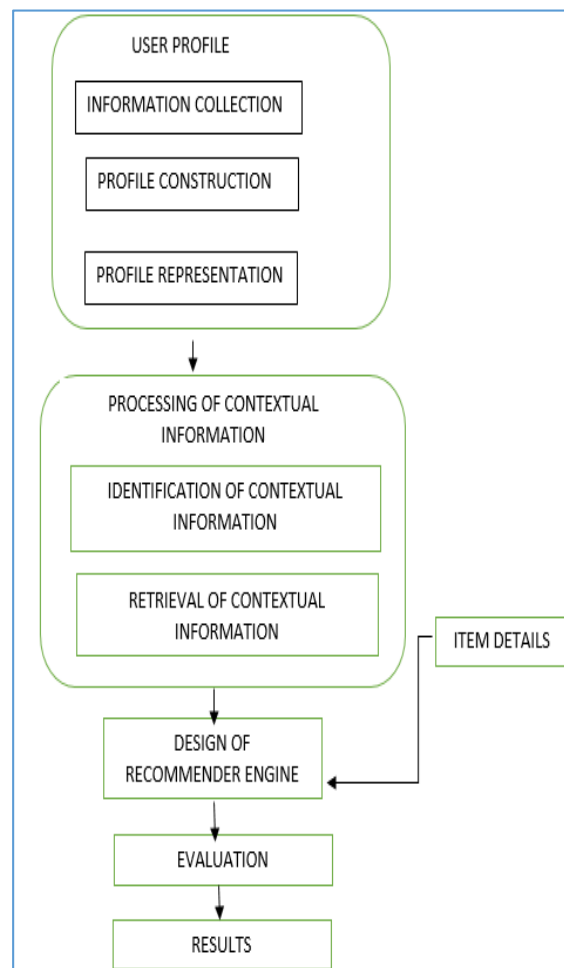 USER PROFILE
INFORMATION COLLECTION
PROFILE CONSTRUCTION
PROFILE REPRESENTATION
PROCESSING OF CONTEXTUAL
INFORMATION
IDENTIFICATION OF CONTEXTUAL
INFORMATION
RETRIEVAL OF CONTEXTUAL
INFORMATION
ITEM DETAILS
DESIGN OF
RECOMMENDER ENGINE
EVALUATION
RESULTS